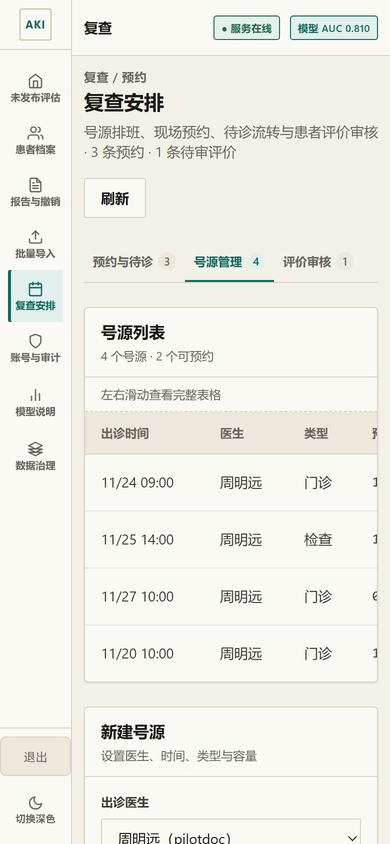 AKI
复查
● 服务在线
模型 AUC 0.810
未发布评估
患者档案
报告与撤销
批量导入
复查安排
账号与审计
模型说明
数据治理
退出
切换深色
复查 / 预约
复查安排
号源排班、现场预约、待诊流转与患者评价审核
· 3 条预约 · 1 条待审评价
刷新
预约与待诊 3
号源管理 4
评价审核 1
号源列表
4 个号源 · 2 个可预约
左右滑动查看完整表格
出诊时间 医生 类型
11/24 09:00 周明远 门诊
11/25 14:00 周明远 检查
11/27 10:00 周明远 门诊
11/20 10:00 周明远 门诊
新建号源
设置医生、时间、类型与容量
出诊医生
周明远（pilotdoc）